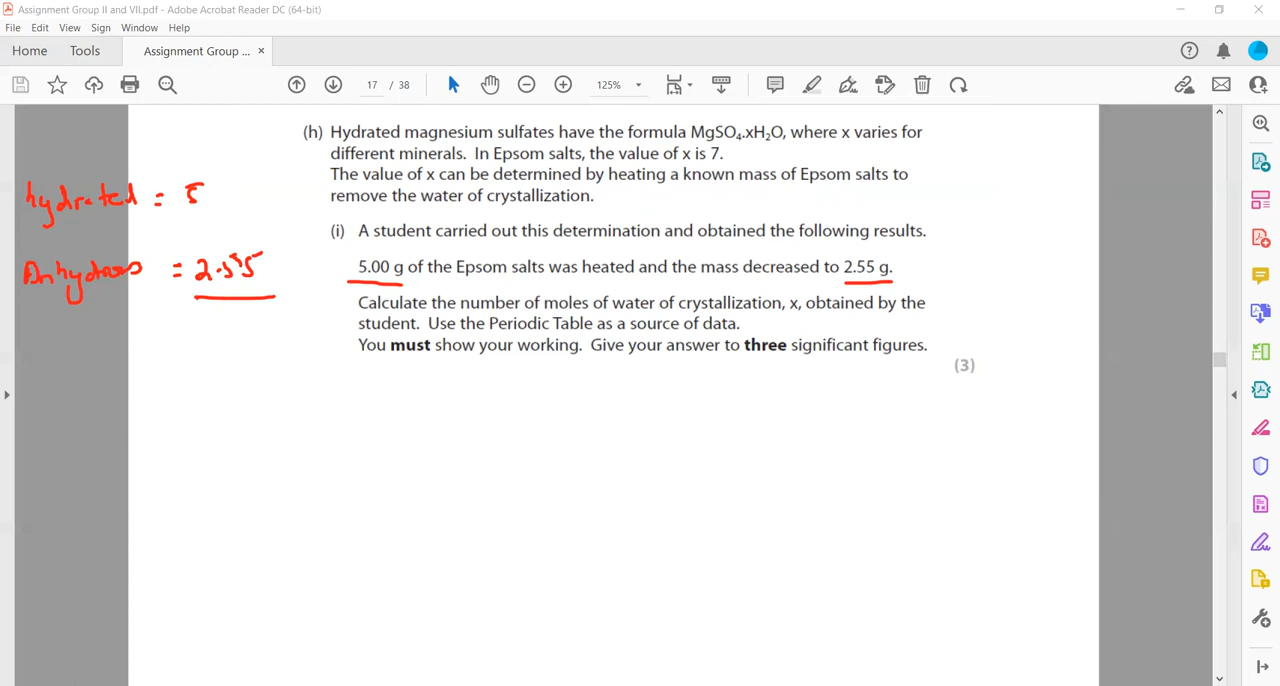 Assignment Group II and VII.pdf - Adobe Acrobat Reader DC (64-bit)
File Edit View Sign Window Help
Home Tools Assignment Group ... ×
17 / 38 125%
(h) Hydrated magnesium sulfates have the formula MgSO₄.xH₂O, where x varies for
different minerals. In Epsom salts, the value of x is 7.
The value of x can be determined by heating a known mass of Epsom salts to
remove the water of crystallization.
hydrated = 5
(i) A student carried out this determination and obtained the following results.
Anhydrous = 2.55
5.00 g of the Epsom salts was heated and the mass decreased to 2.55 g.
Calculate the number of moles of water of crystallization, x, obtained by the
student. Use the Periodic Table as a source of data.
You must show your working. Give your answer to three significant figures.
(3)